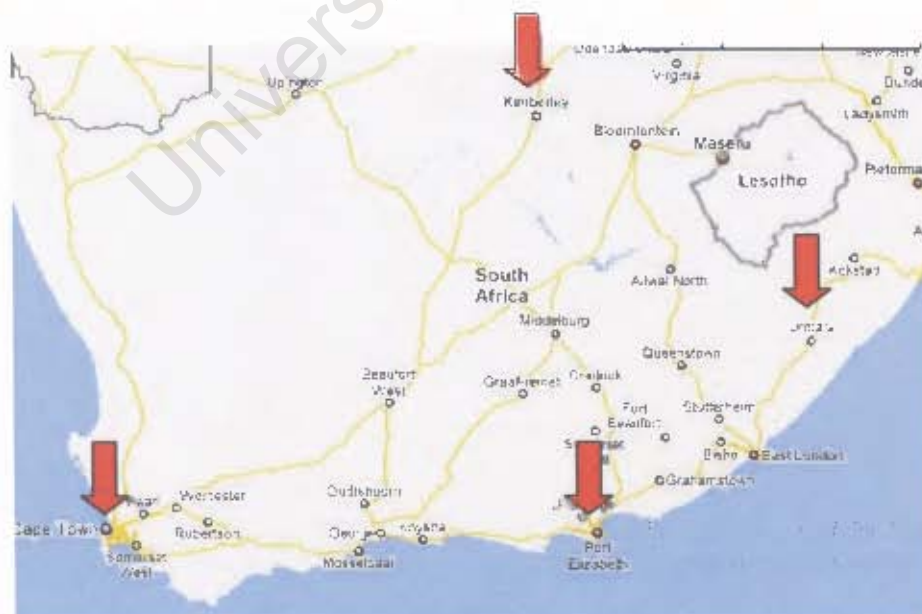 Univers
Upington
Kimberley
Virginia
Bloemfontein
Maseru
Lesotho
Ladysmith
South
Africa
Kokstad
Aliwal North
Middelburg
Umtata
Queenstown
Beaufort
West
Graaff-Reinet
Cradock
Fort
Beaufort
Stutterheim
Bisho
East London
Grahamstown
Oudtshoorn
Worcester
Paarl
Cape Town
Robertson
George
Knysna
Somerset
West
Mosselbaai
Port
Elizabeth